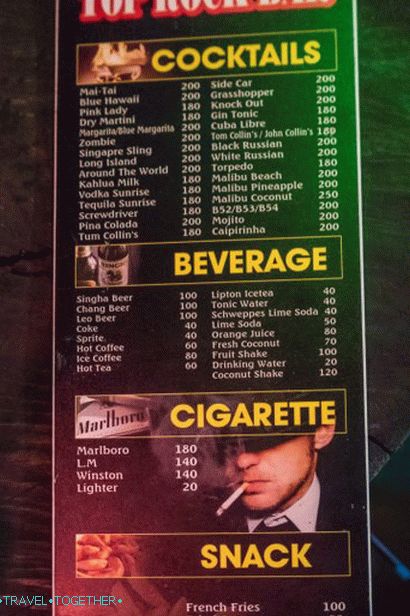 TOP ROCK BAR
COCKTAILS
Mai-Tai 200
Blue Hawaii 200
Pink Lady 180
Dry Martini 180
Margarita/Blue Margarita 200
Zombie 200
Singapre Sling 200
Long Island 200
Around The World 200
Kahlua Milk 180
Vodka Sunrise 180
Tequila Sunrise 180
Screwdriver 180
Pina Colada 200
Tum Collin's 180
Side Car 200
Grasshopper 200
Knock Out 200
Gin Tonic 180
Cuba Libre 180
Tom Collin's / John Collin's 180
Black Russian 200
White Russian 200
Torpedo 180
Malibu Beach 200
Malibu Pineapple 200
Malibu Coconut 250
B52/B53/B54 200
Mojito 200
Caipirinha 200
BEVERAGE
Singha Beer 100
Chang Beer 100
Leo Beer 100
Coke 40
Sprite 40
Hot Coffee 60
Ice Coffee 80
Hot Tea 60
Lipton Icetea 40
Tonic Water 40
Schweppes Lime Soda 40
Lime Soda 50
Orange Juice 80
Fresh Coconut 70
Fruit Shake 100
Drinking Water 20
Coconut Shake 120
Marlboro
CIGARETTE
Marlboro 180
L.M 140
Winston 140
Lighter 20
SNACK
French Fries 100
•TRAVEL•TOGETHER•